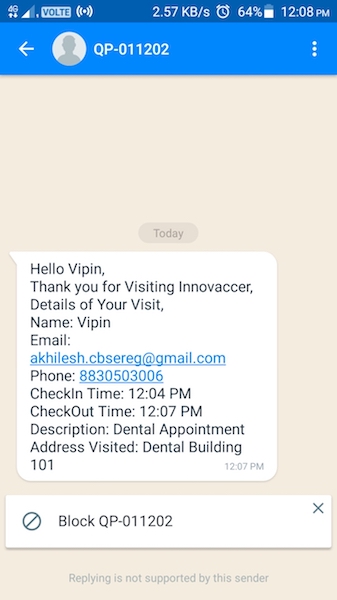 4G VOLTE 2.57 KB/s 64% 12:08 PM
QP-011202
Today
Hello Vipin,
Thank you for Visiting Innovaccer,
Details of Your Visit,
Name: Vipin
Email:
akhilesh.cbsereg@gmail.com
Phone: 8830503006
CheckIn Time: 12:04 PM
CheckOut Time: 12:07 PM
Description: Dental Appointment
Address Visited: Dental Building
101
12:07 PM
Block QP-011202
Replying is not supported by this sender